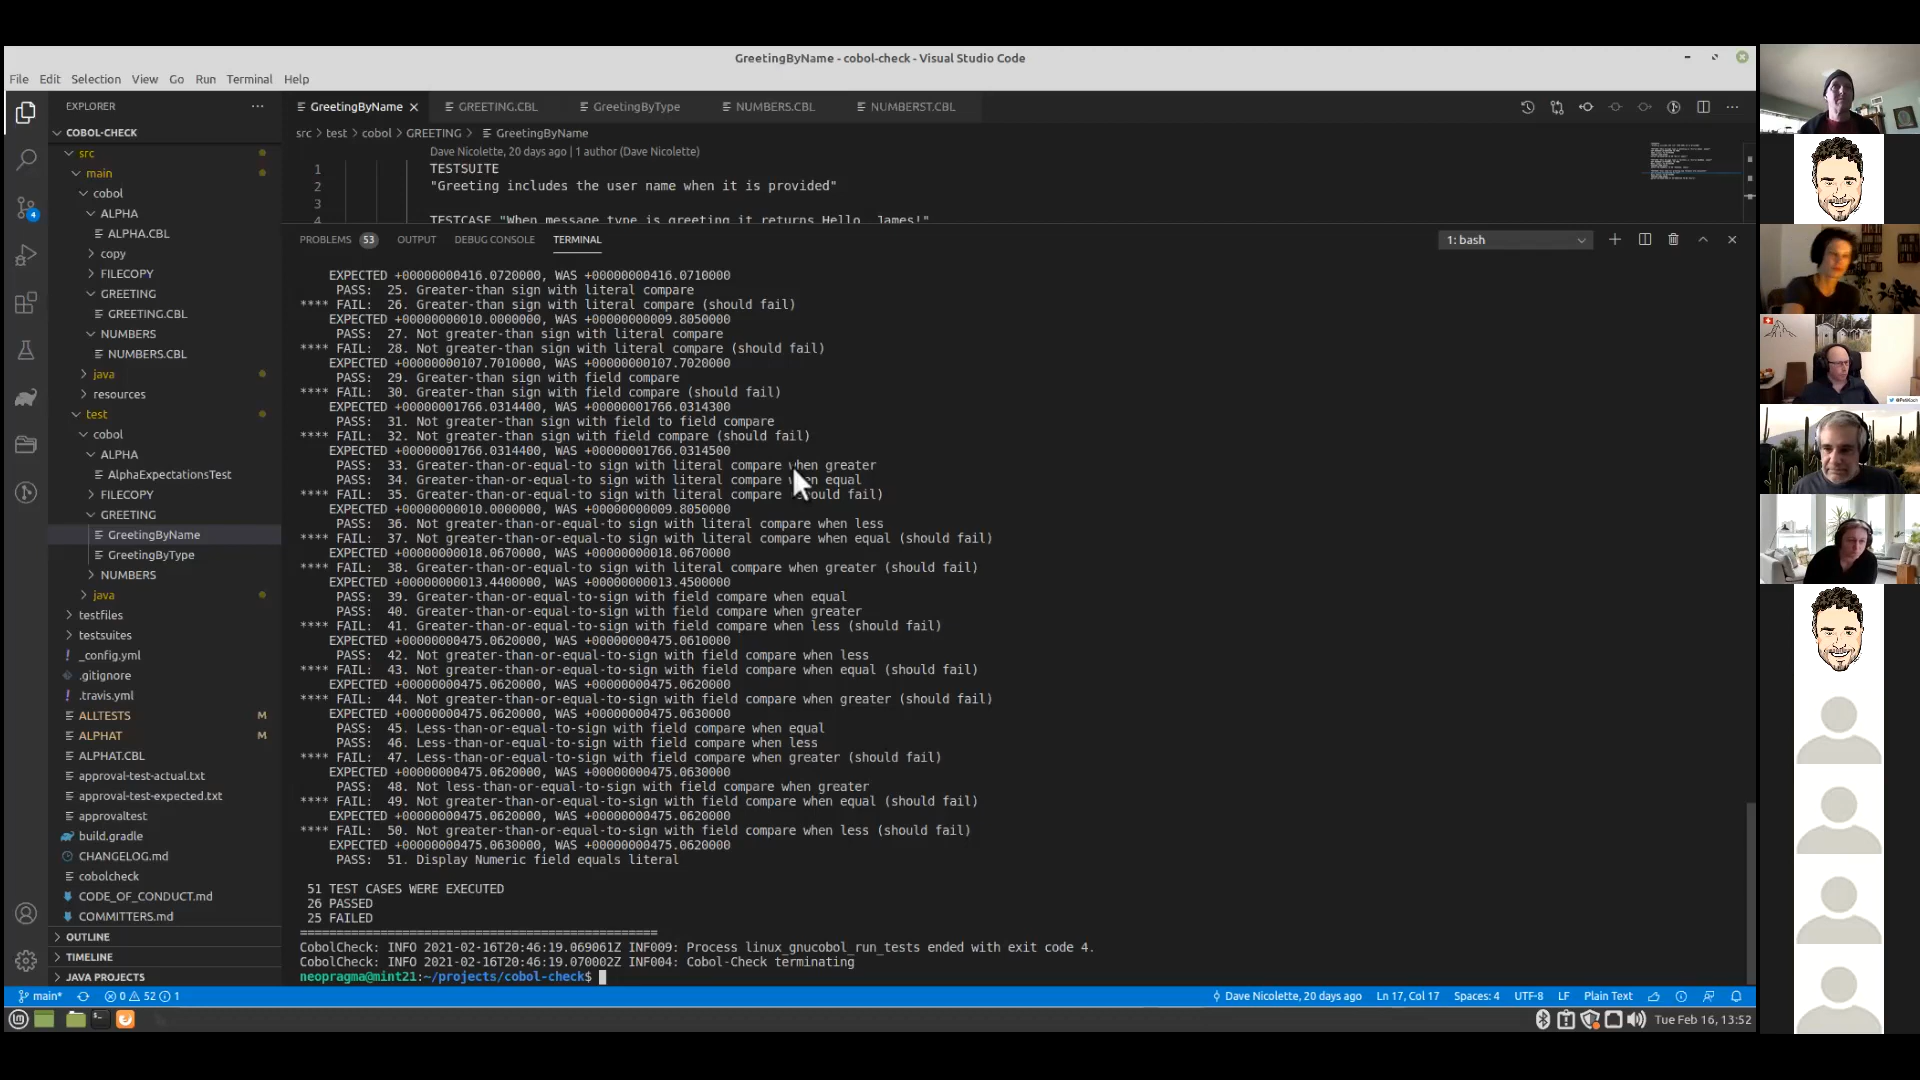 GreetingByName - cobol-check - Visual Studio Code
File Edit Selection View Go Run Terminal Help
EXPLORER
COBOL-CHECK
src
main
cobol
ALPHA
ALPHA.CBL
copy
FILECOPY
GREETING
GREETING.CBL
NUMBERS
NUMBERS.CBL
java
resources
test
cobol
ALPHA
AlphaExpectationsTest
FILECOPY
GREETING
GreetingByName
GreetingByType
NUMBERS
java
testfiles
testsuites
_config.yml
.gitignore
.travis.yml
ALLTESTS M
ALPHAT M
ALPHAT.CBL
approval-test-actual.txt
approval-test-expected.txt
approvaltest
build.gradle
CHANGELOG.md
cobolcheck
CODE_OF_CONDUCT.md
COMMITTERS.md
OUTLINE
TIMELINE
JAVA PROJECTS
4
GreetingByName GREETING.CBL GreetingByType NUMBERS.CBL NUMBERST.CBL
src > test > cobol > GREETING > GreetingByName
Dave Nicolette, 20 days ago | 1 author (Dave Nicolette)
1 TESTSUITE
2 "Greeting includes the user name when it is provided"
3
4 TESTCASE "When message type is greeting it returns Hello, James!"
PROBLEMS 53 OUTPUT DEBUG CONSOLE TERMINAL 1: bash
EXPECTED +00000000416.0720000, WAS +00000000416.0710000
PASS: 25. Greater-than sign with literal compare
**** FAIL: 26. Greater-than sign with literal compare (should fail)
EXPECTED +00000000010.0000000, WAS +00000000009.8050000
PASS: 27. Not greater-than sign with literal compare
**** FAIL: 28. Not greater-than sign with literal compare (should fail)
EXPECTED +00000000107.7010000, WAS +00000000107.7020000
PASS: 29. Greater-than sign with field compare
**** FAIL: 30. Greater-than sign with field compare (should fail)
EXPECTED +00000001766.0314400, WAS +00000001766.0314300
PASS: 31. Not greater-than sign with field to field compare
**** FAIL: 32. Not greater-than sign with field compare (should fail)
EXPECTED +00000001766.0314400, WAS +00000001766.0314500
PASS: 33. Greater-than-or-equal-to sign with literal compare when greater
PASS: 34. Greater-than-or-equal-to sign with literal compare when equal
**** FAIL: 35. Greater-than-or-equal-to sign with literal compare (should fail)
EXPECTED +00000000010.0000000, WAS +00000000009.8050000
PASS: 36. Not greater-than-or-equal-to sign with literal compare when less
**** FAIL: 37. Not greater-than-or-equal-to sign with literal compare when equal (should fail)
EXPECTED +00000000018.0670000, WAS +00000000018.0670000
**** FAIL: 38. Greater-than-or-equal-to sign with literal compare when greater (should fail)
EXPECTED +00000000013.4400000, WAS +00000000013.4500000
PASS: 39. Greater-than-or-equal-to-sign with field compare when equal
PASS: 40. Greater-than-or-equal-to-sign with field compare when greater
**** FAIL: 41. Greater-than-or-equal-to-sign with field compare when less (should fail)
EXPECTED +00000000475.0620000, WAS +00000000475.0610000
PASS: 42. Not greater-than-or-equal-to-sign with field compare when less
**** FAIL: 43. Not greater-than-or-equal-to-sign with field compare when equal (should fail)
EXPECTED +00000000475.0620000, WAS +00000000475.0620000
**** FAIL: 44. Not greater-than-or-equal-to-sign with field compare when greater (should fail)
EXPECTED +00000000475.0620000, WAS +00000000475.0630000
PASS: 45. Less-than-or-equal-to-sign with field compare when equal
PASS: 46. Less-than-or-equal-to-sign with field compare when less
**** FAIL: 47. Less-than-or-equal-to-sign with field compare when greater (should fail)
EXPECTED +00000000475.0620000, WAS +00000000475.0630000
PASS: 48. Not less-than-or-equal-to-sign with field compare when greater
**** FAIL: 49. Not greater-than-or-equal-to-sign with field compare when equal (should fail)
EXPECTED +00000000475.0620000, WAS +00000000475.0620000
**** FAIL: 50. Not greater-than-or-equal-to-sign with field compare when less (should fail)
EXPECTED +00000000475.0630000, WAS +00000000475.0620000
PASS: 51. Display Numeric field equals literal
51 TEST CASES WERE EXECUTED
26 PASSED
25 FAILED
=================================================
CobolCheck: INFO 2021-02-16T20:46:19.069061Z INF009: Process linux_gnucobol_run_tests ended with exit code 4.
CobolCheck: INFO 2021-02-16T20:46:19.070002Z INF004: Cobol-Check terminating
neopragma@mint21:~/projects/cobol-check$
main* 0 52 1 Dave Nicolette, 20 days ago Ln 17, Col 17 Spaces: 4 UTF-8 LF Plain Text
Tue Feb 16, 13:52